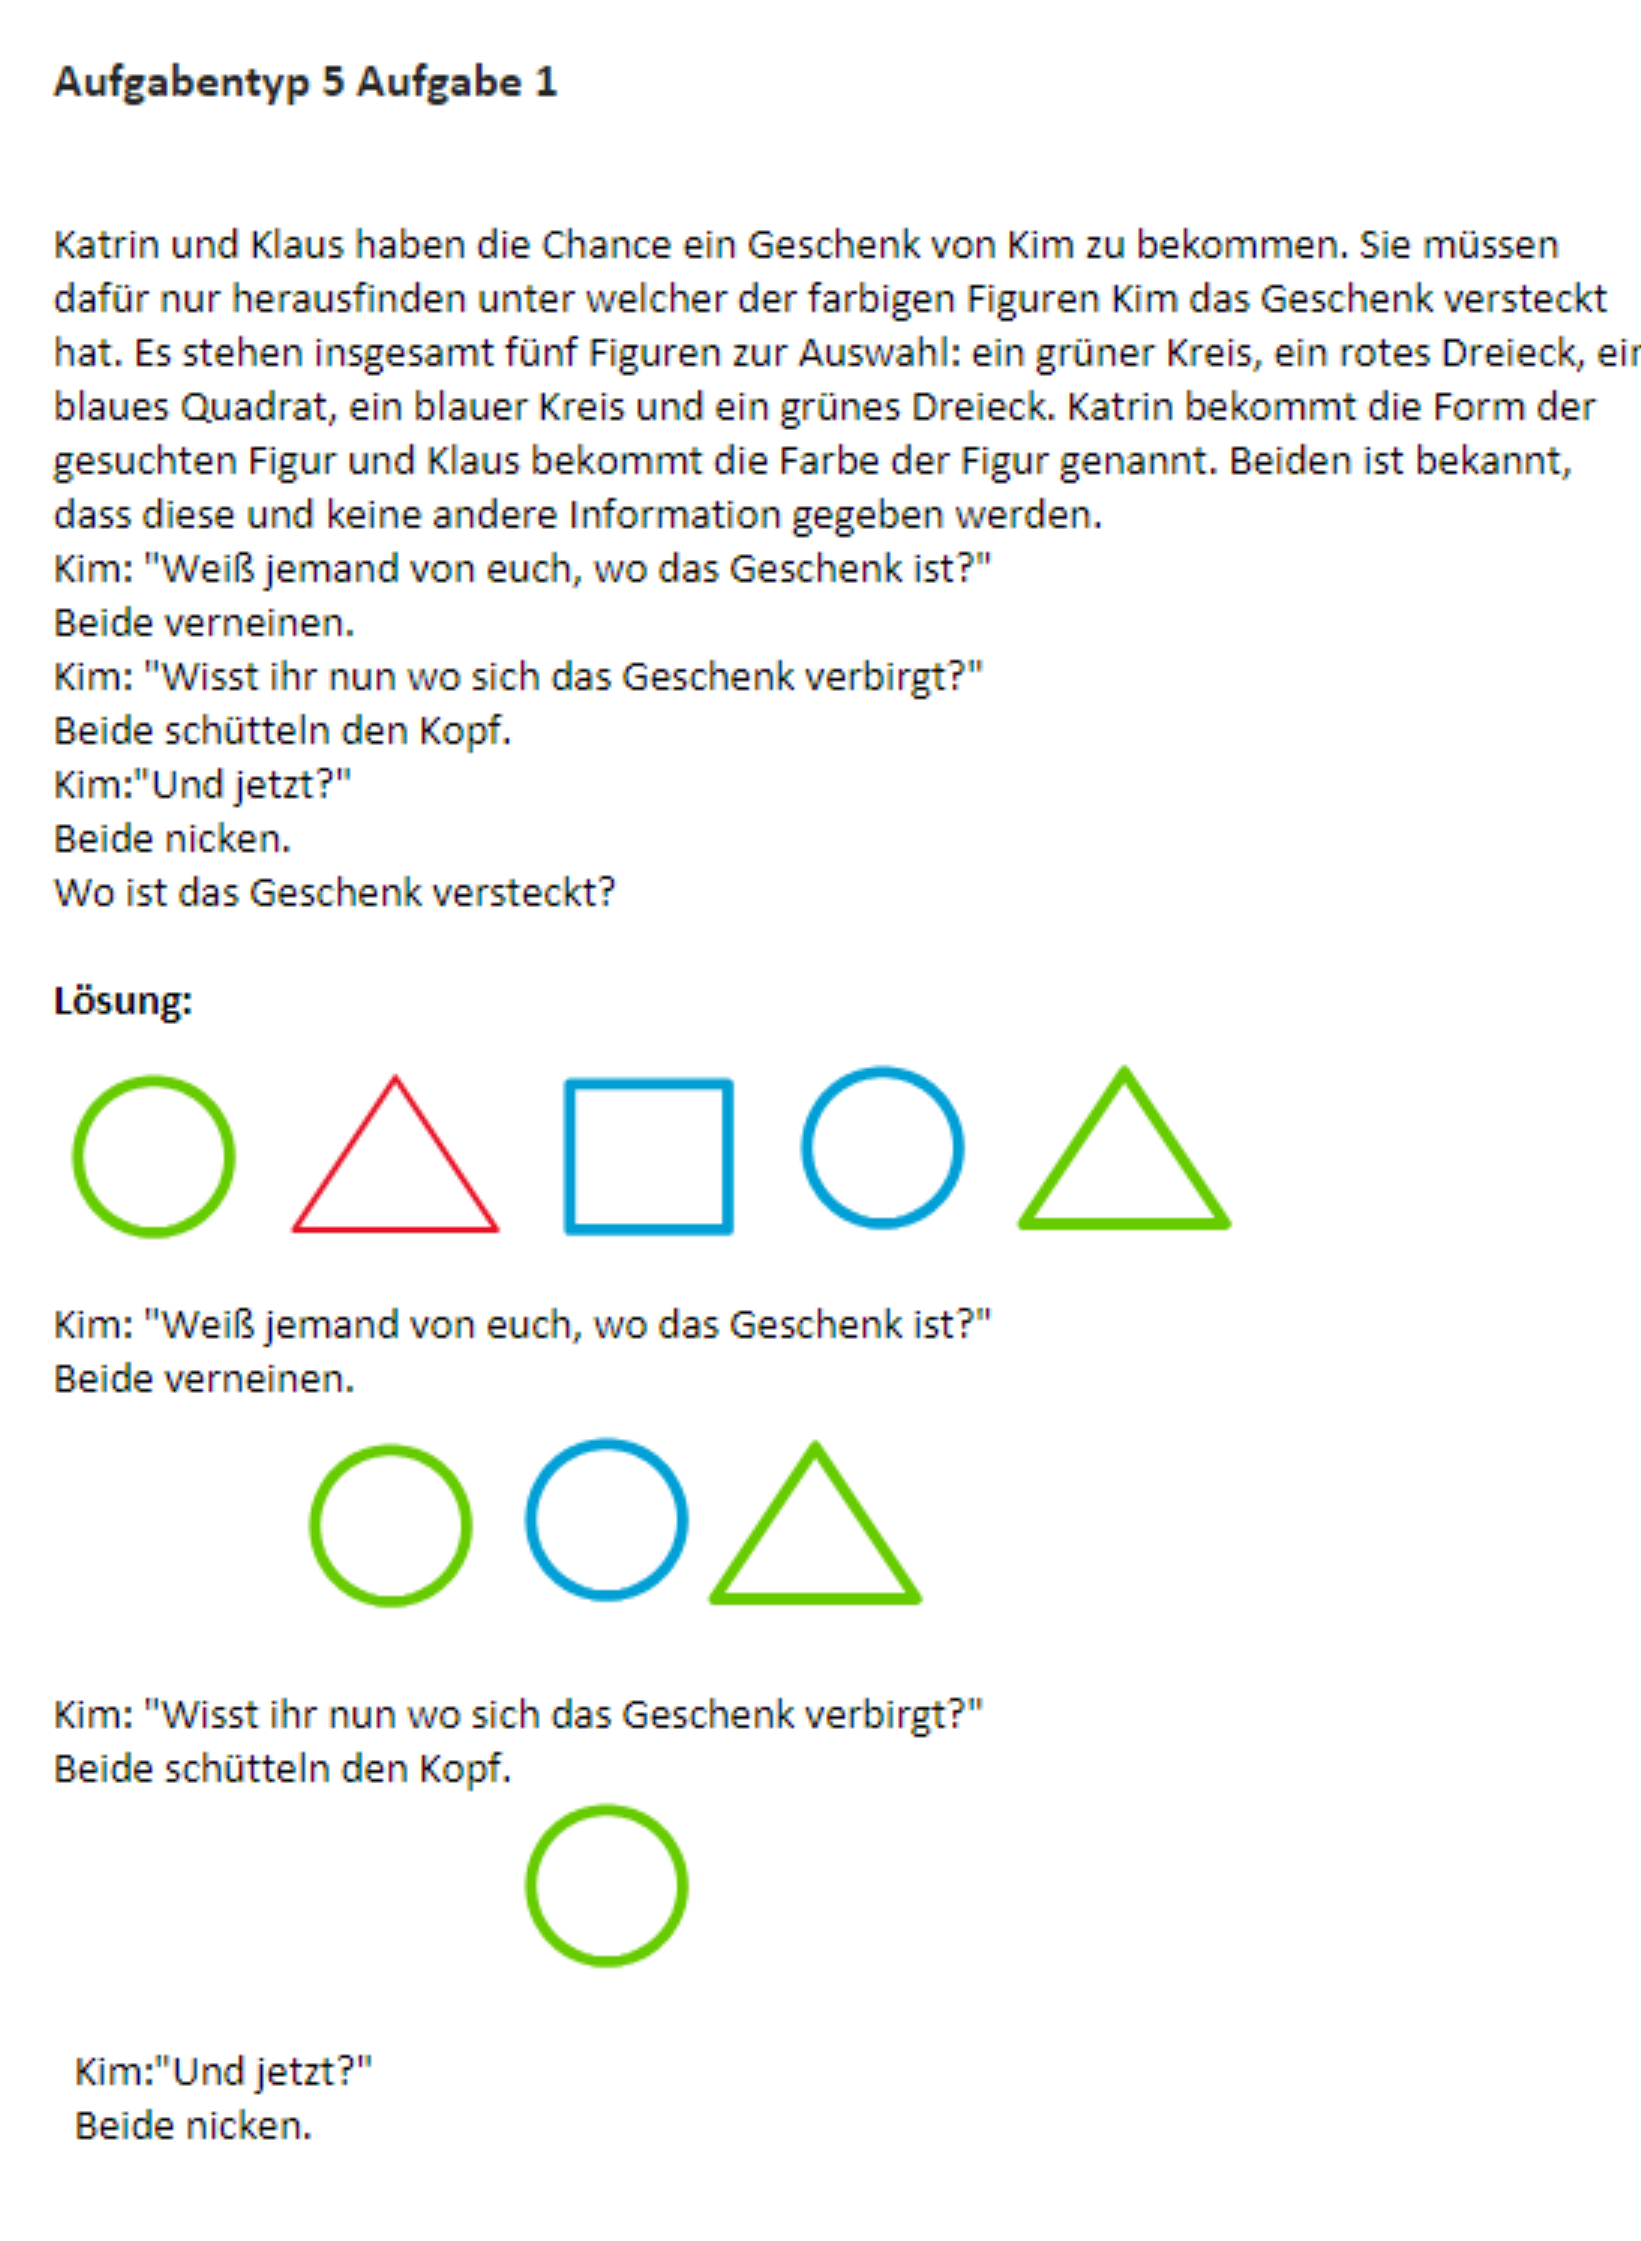 Aufgabentyp 5 Aufgabe 1
Katrin und Klaus haben die Chance ein Geschenk von Kim zu bekommen. Sie müssen
dafür nur herausfinden unter welcher der farbigen Figuren Kim das Geschenk versteckt
hat. Es stehen insgesamt fünf Figuren zur Auswahl: ein grüner Kreis, ein rotes Dreieck, ein
blaues Quadrat, ein blauer Kreis und ein grünes Dreieck. Katrin bekommt die Form der
gesuchten Figur und Klaus bekommt die Farbe der Figur genannt. Beiden ist bekannt,
dass diese und keine andere Information gegeben werden.
Kim: "Weiß jemand von euch, wo das Geschenk ist?"
Beide verneinen.
Kim: "Wisst ihr nun wo sich das Geschenk verbirgt?"
Beide schütteln den Kopf.
Kim:"Und jetzt?"
Beide nicken.
Wo ist das Geschenk versteckt?
Lösung:
Kim: "Weiß jemand von euch, wo das Geschenk ist?"
Beide verneinen.
Kim: "Wisst ihr nun wo sich das Geschenk verbirgt?"
Beide schütteln den Kopf.
Kim:"Und jetzt?"
Beide nicken.